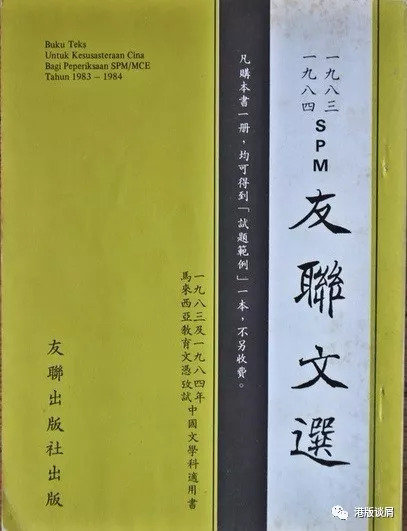 Buku Teks
Untuk Kesusasteraan Cina
Bagi Peperiksaan SPM/MCE
Tahun 1983 – 1984
一九八三
一九八四
SPM
友聯文選
凡購本書一册，均可得到「試題範例」一本，不另收費。
一九八三及一九八四年
馬來西亞教育文憑攷試
中國文學科適用書
友聯出版社出版
港版谈屑